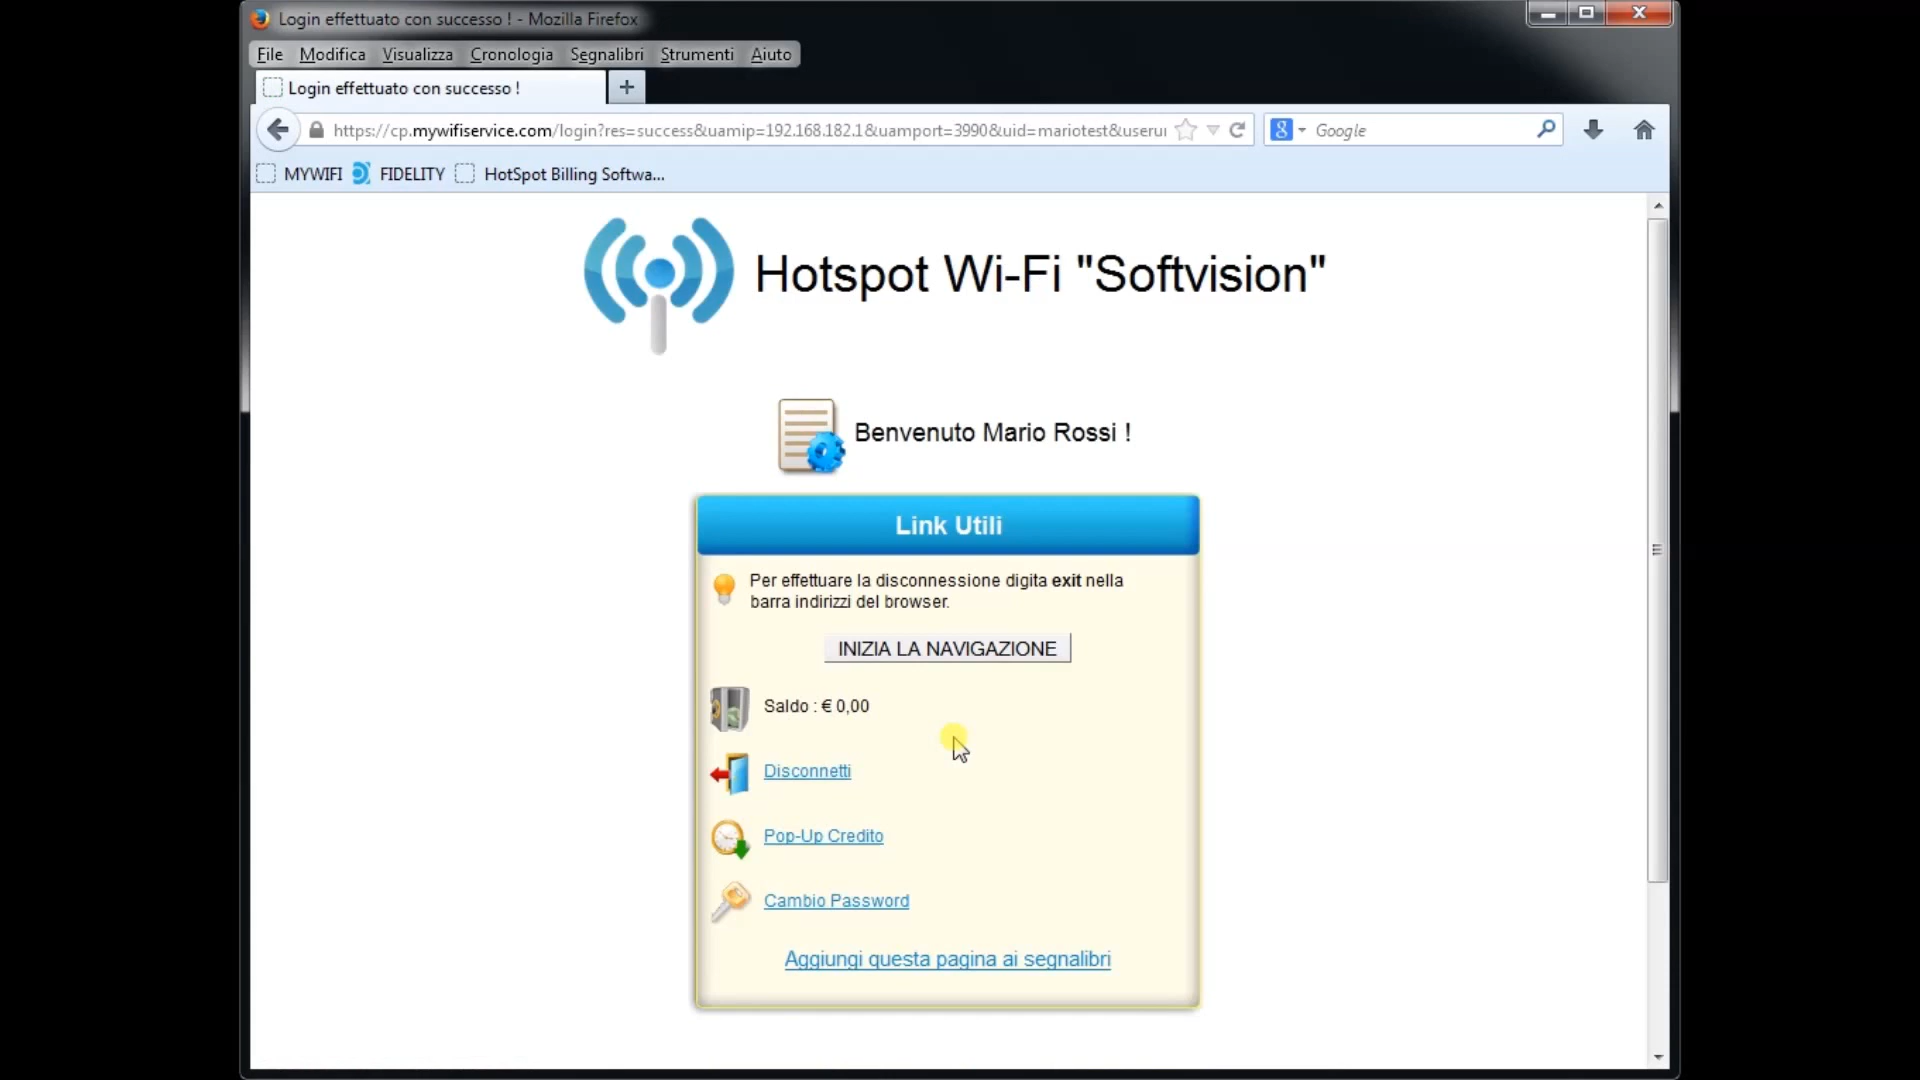 Login effettuato con successo ! - Mozilla Firefox
File Modifica Visualizza Cronologia Segnalibri Strumenti Aiuto
Login effettuato con successo !
https://cp.mywifiservice.com/login?res=success&uamip=192.168.182.1&uamport=3990&uid=mariotest&userur
Google
MYWIFI FIDELITY HotSpot Billing Softwa...
Hotspot Wi-Fi "Softvision"
Benvenuto Mario Rossi !
Link Utili
Per effettuare la disconnessione digita exit nella
barra indirizzi del browser.
INIZIA LA NAVIGAZIONE
Saldo : € 0,00
Disconnetti
Pop-Up Credito
Cambio Password
Aggiungi questa pagina ai segnalibri